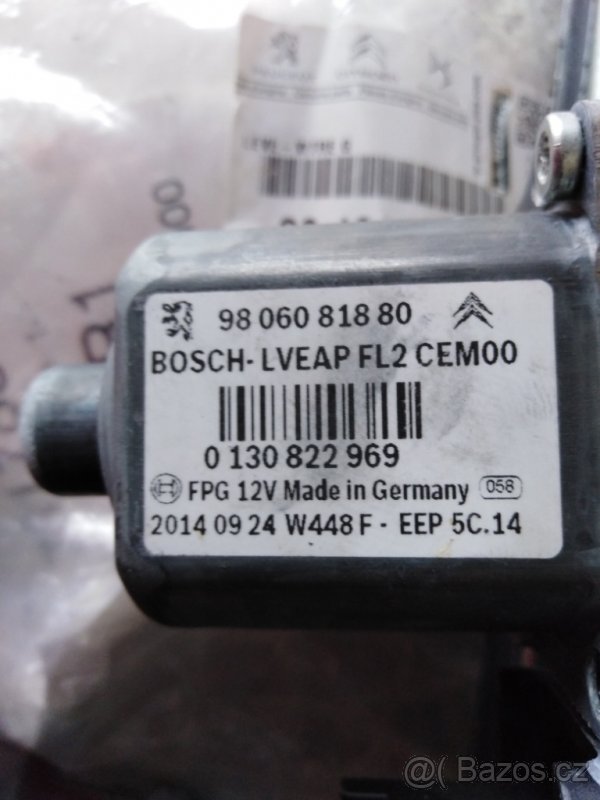 98 060 818 80
BOSCH- LVEAP FL2 CEM00
0 130 822 969
FPG 12V Made in Germany 058
2014 09 24 W448 F - EEP 5C.14
Bazos.cz